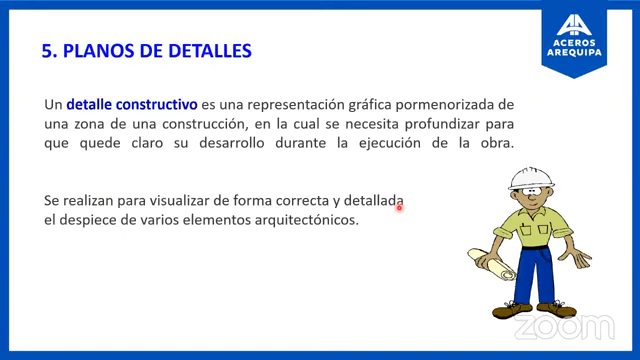 ACEROS
AREQUIPA
5. PLANOS DE DETALLES
Un detalle constructivo es una representación gráfica pormenorizada de
una zona de una construcción, en la cual se necesita profundizar para
que quede claro su desarrollo durante la ejecución de la obra.
Se realizan para visualizar de forma correcta y detallada
el despiece de varios elementos arquitectónicos.
zoom